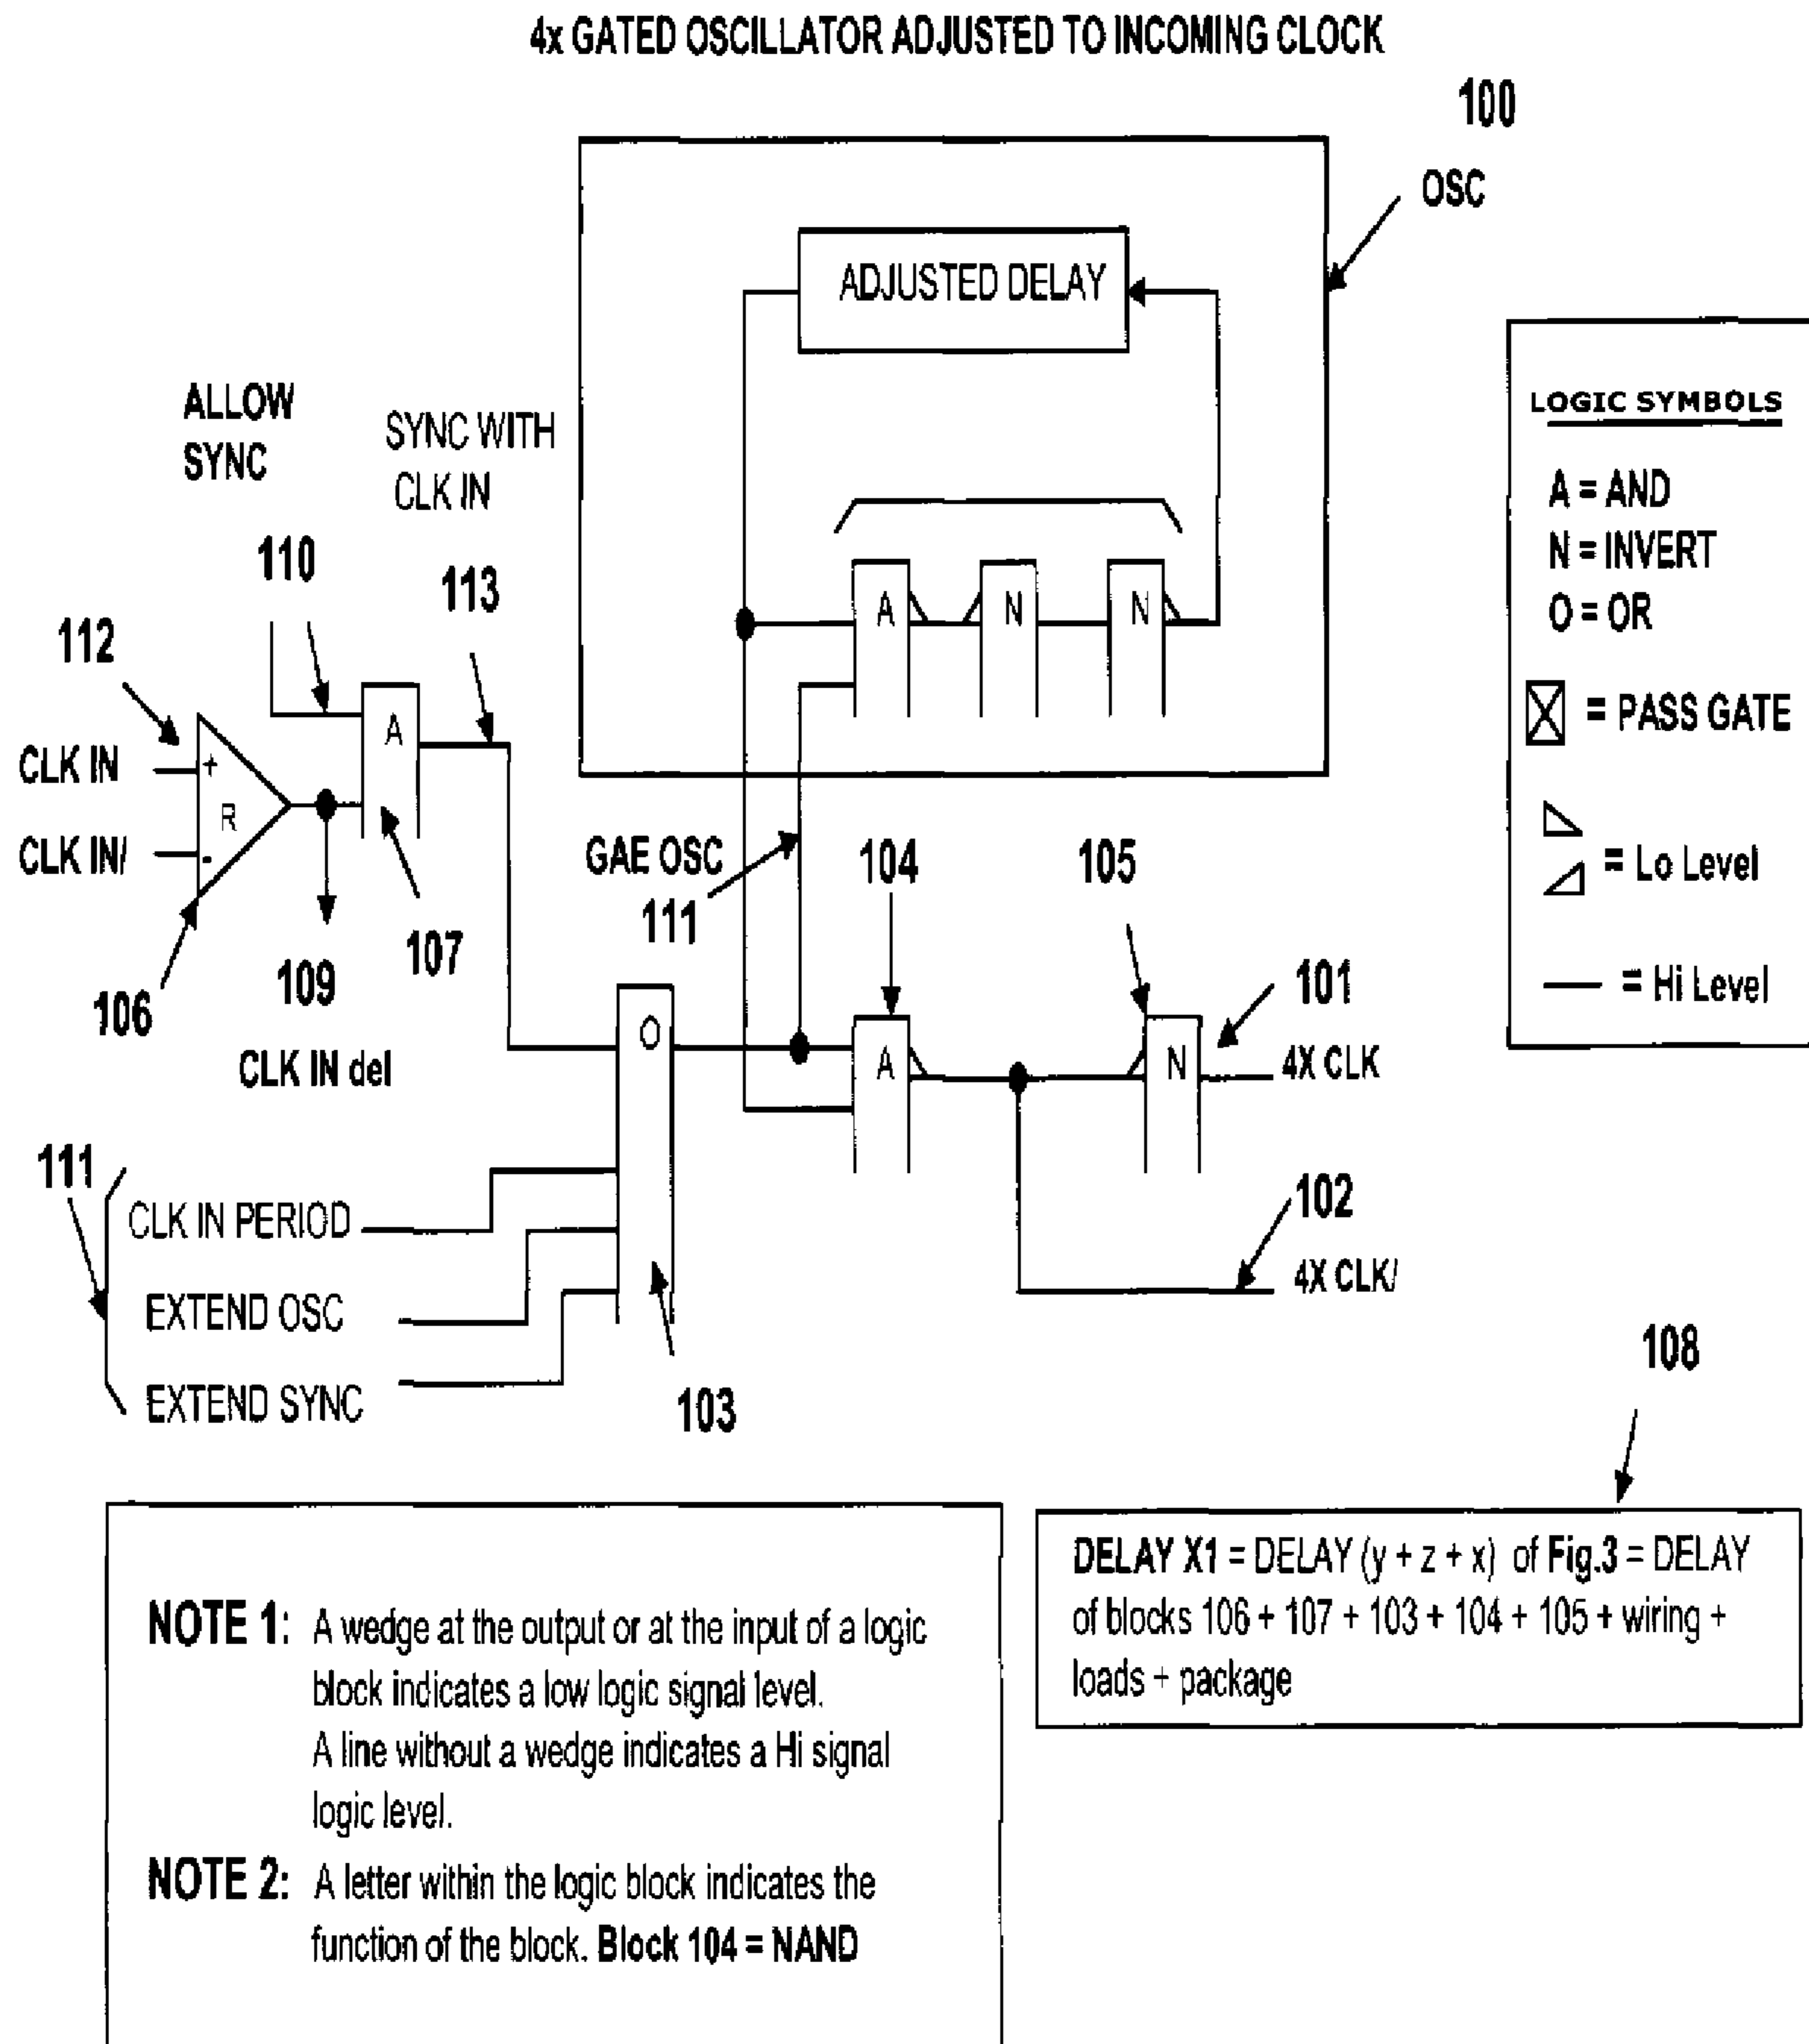 4x GATED OSCILLATOR ADJUSTED TO INCOMING CLOCK
100
OSC
ADJUSTED DELAY
LOGIC SYMBOLS
A = AND
N = INVERT
O = OR
= PASS GATE
= Lo Level
= Hi Level
ALLOW
SYNC
SYNC WITH
CLK IN
110
113
112
A
N
N
A
CLK IN
+
R
CLK IN/
-
GAE OSC
111
104
105
107
109
106
CLK IN del
O
A
N
101
4X CLK
111
CLK IN PERIOD
102
4X CLK/
EXTEND OSC
EXTEND SYNC
103
108
DELAY X1 = DELAY (y + z + x) of Fig.3 = DELAY
of blocks 106 + 107 + 103 + 104 + 105 + wiring +
loads + package
NOTE 1: A wedge at the output or at the input of a logic
block indicates a low logic signal level.
A line without a wedge indicates a Hi signal
logic level.
NOTE 2: A letter within the logic block indicates the
function of the block. Block 104 = NAND